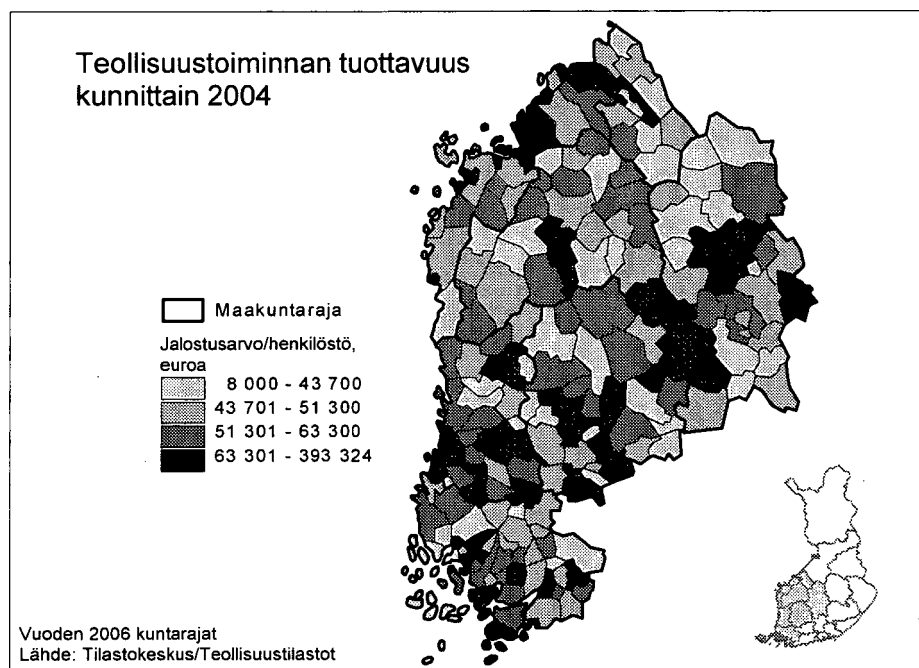 Teollisuustoiminnan tuottavuus
kunnittain 2004
Maakuntaraja
Jalostusarvo/henkilöstö,
euroa
8 000 - 43 700
43 701 - 51 300
51 301 - 63 300
63 301 - 393 324
Vuoden 2006 kuntarajat
Lähde: Tilastokeskus/Teollisuustilastot